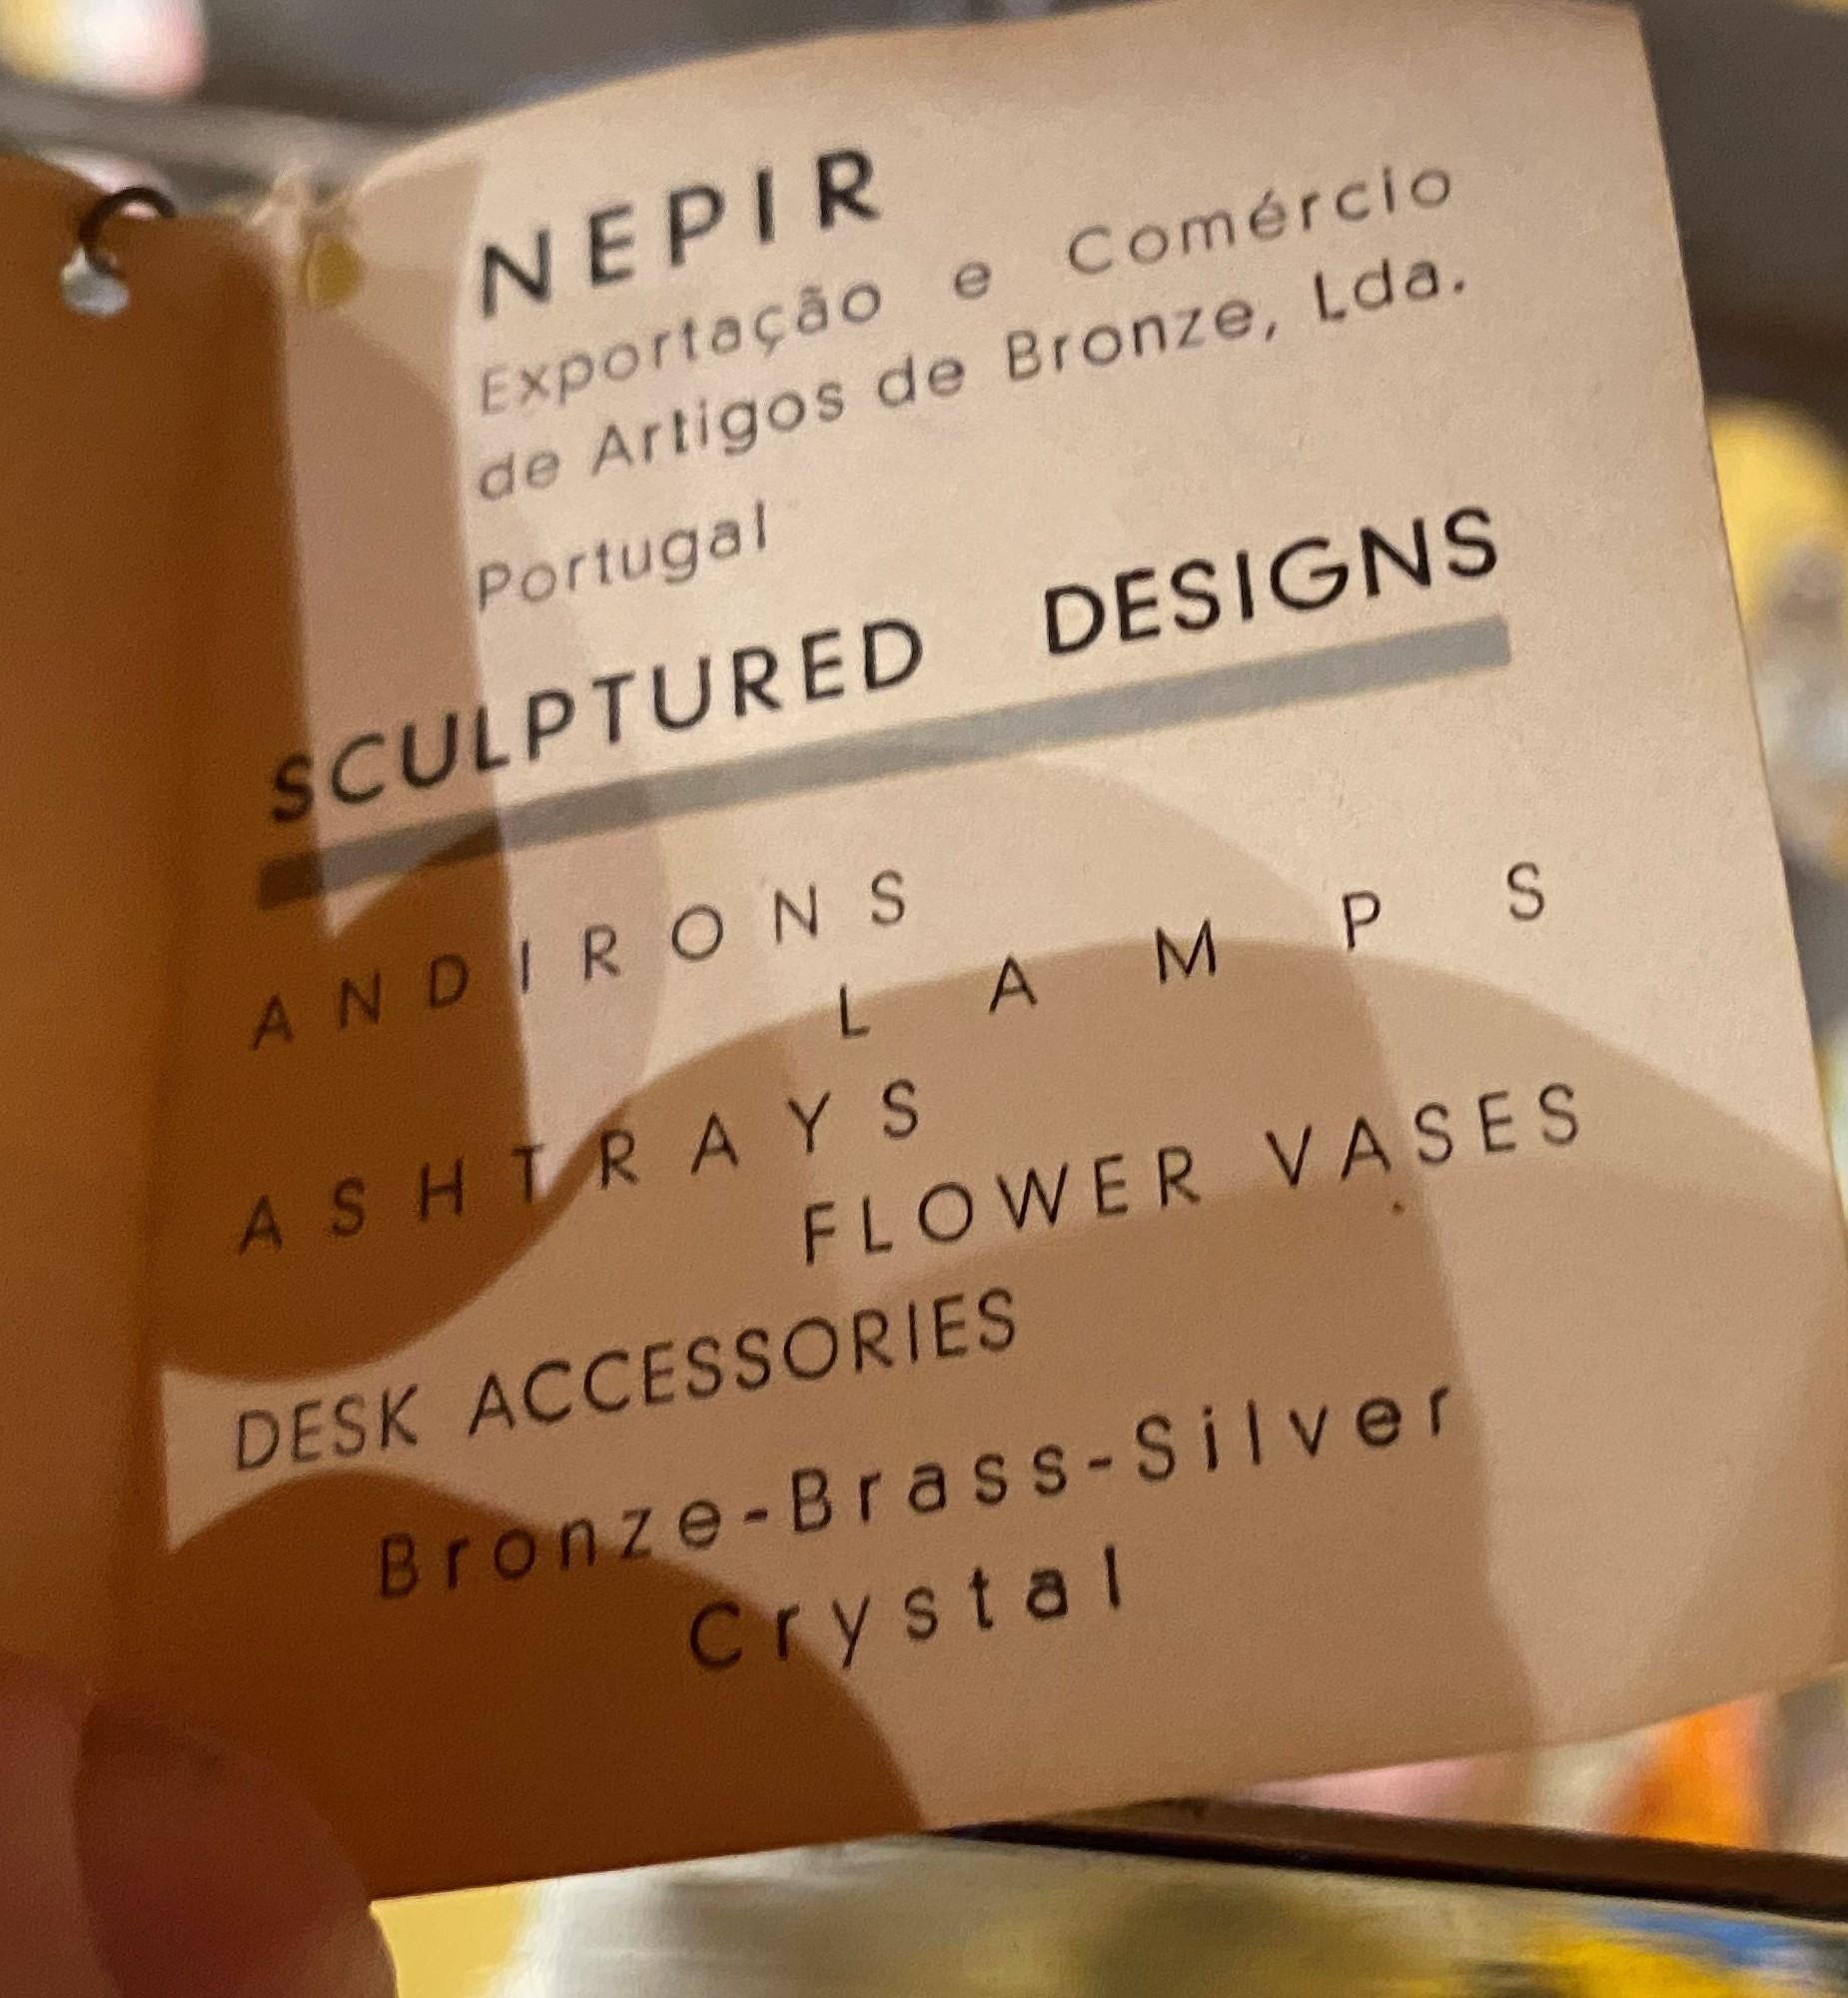 NEPIR
Exportação e Comércio
de Artigos de Bronze, Lda.
Portugal
SCULPTURED DESIGNS
ANDIRONS
LAMPS
ASHTRAYS
FLOWER VASES
DESK ACCESSORIES
Bronze-Brass-Silver
Crystal